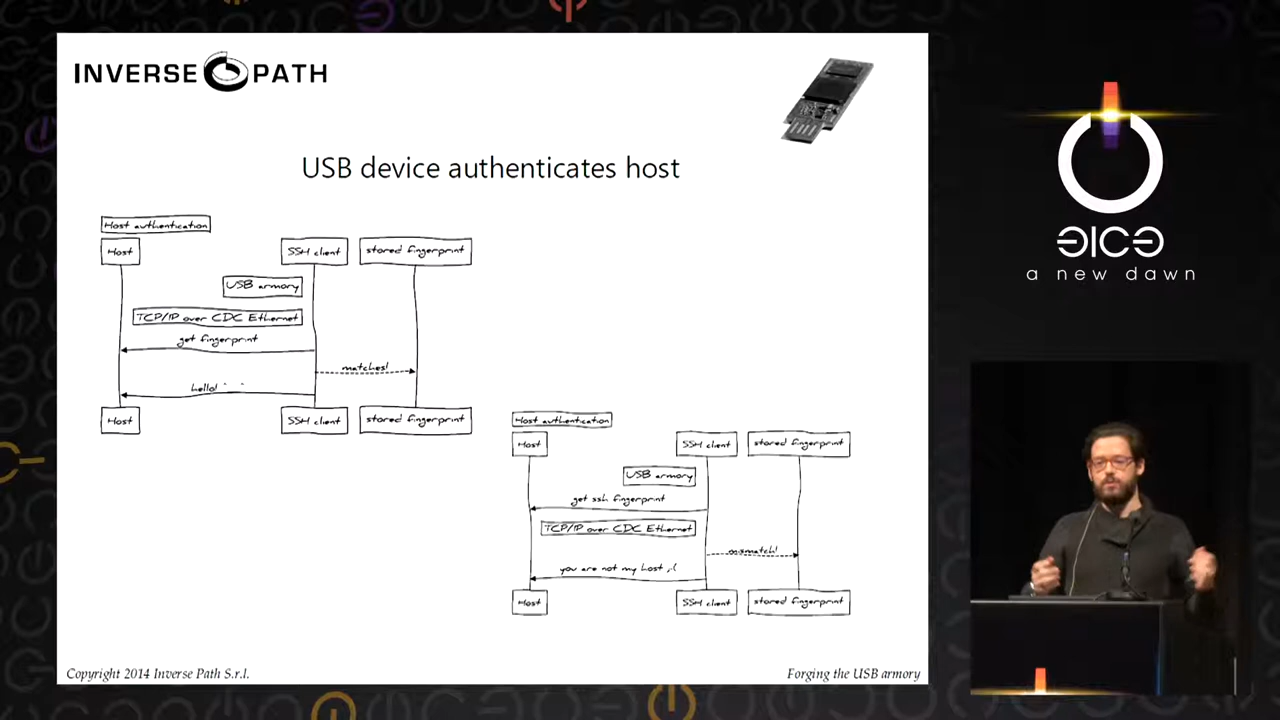 INVERSE PATH
USB device authenticates host
Host authentication
Host
SSH client
stored fingerprint
USB armory
TCP/IP over CDC Ethernet
get fingerprint
matches!
hello!
Host
SSH client
stored fingerprint
Host authentication
Host
SSH client
stored fingerprint
USB armory
get ssh fingerprint
TCP/IP over CDC Ethernet
mismatch!
you are not my host ;(
Host
SSH client
stored fingerprint
Copyright 2014 Inverse Path S.r.l.
Forging the USB armory
a new dawn